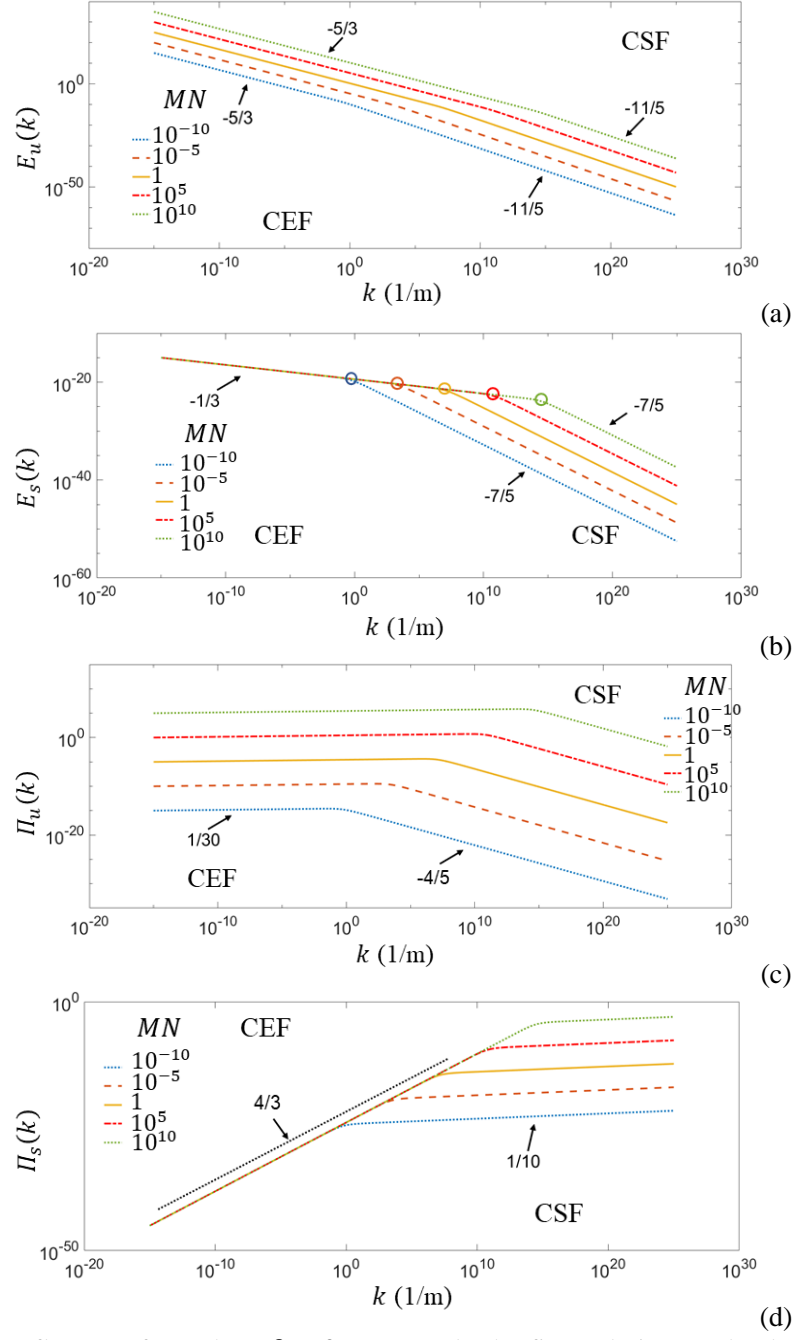 -5/3
CSF
10^0
MN
10^-10
10^-5
1
10^5
10^10
-5/3
-11/5
E_u(k)
10^-50
CEF
-11/5
10^-20
10^-10
10^0
10^10
10^20
10^30
k (1/m)
(a)
10^-20
-1/3
MN
10^-10
10^-5
1
10^5
10^10
-7/5
E_s(k)
10^-40
-7/5
CEF
CSF
10^-60
10^-20
10^-10
10^0
10^10
10^20
10^30
k (1/m)
(b)
CSF
MN
10^-10
10^-5
1
10^5
10^10
10^0
Π_u(k)
10^-20
1/30
-4/5
CEF
10^-20
10^-10
10^0
10^10
10^20
10^30
k (1/m)
(c)
10^0
MN
CEF
10^-10
10^-5
1
10^5
10^10
4/3
Π_s(k)
1/10
CSF
10^-50
10^-20
10^-10
10^0
10^10
10^20
10^30
k (1/m)
(d)